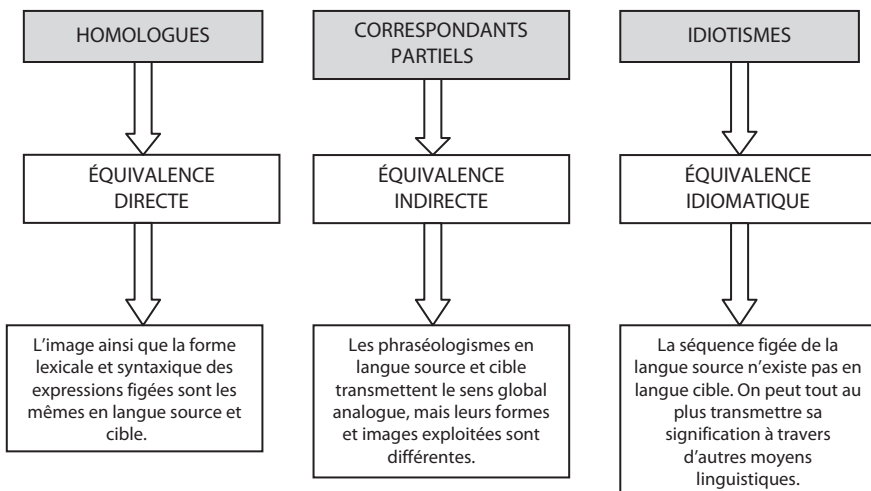 HOMOLOGUES
CORRESPONDANTS
PARTIELS
IDIOTISMES
ÉQUIVALENCE
DIRECTE
ÉQUIVALENCE
INDIRECTE
ÉQUIVALENCE
IDIOMATIQUE
L'image ainsi que la forme
lexicale et syntaxique des
expressions figées sont les
mêmes en langue source et
cible.
Les phraséologismes en
langue source et cible
transmettent le sens global
analogue, mais leurs formes
et images exploitées sont
différentes.
La séquence figée de la
langue source n'existe pas en
langue cible. On peut tout au
plus transmettre sa
signification à travers
d'autres moyens
linguistiques.